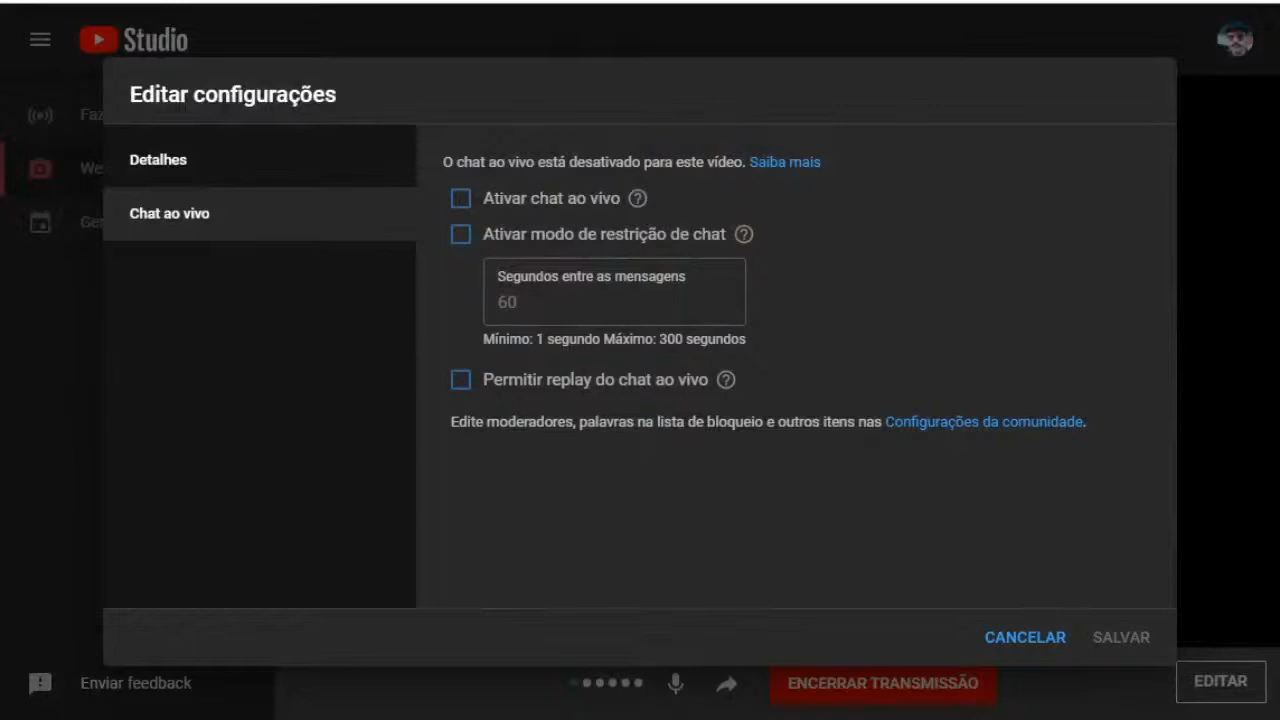 Studio
Editar configurações
Detalhes
Chat ao vivo
O chat ao vivo está desativado para este vídeo. Saiba mais
Ativar chat ao vivo
Ativar modo de restrição de chat
Segundos entre as mensagens
60
Mínimo: 1 segundo Máximo: 300 segundos
Permitir replay do chat ao vivo
Edite moderadores, palavras na lista de bloqueio e outros itens nas Configurações da comunidade.
CANCELAR SALVAR
Enviar feedback
ENCERRAR TRANSMISSÃO
EDITAR